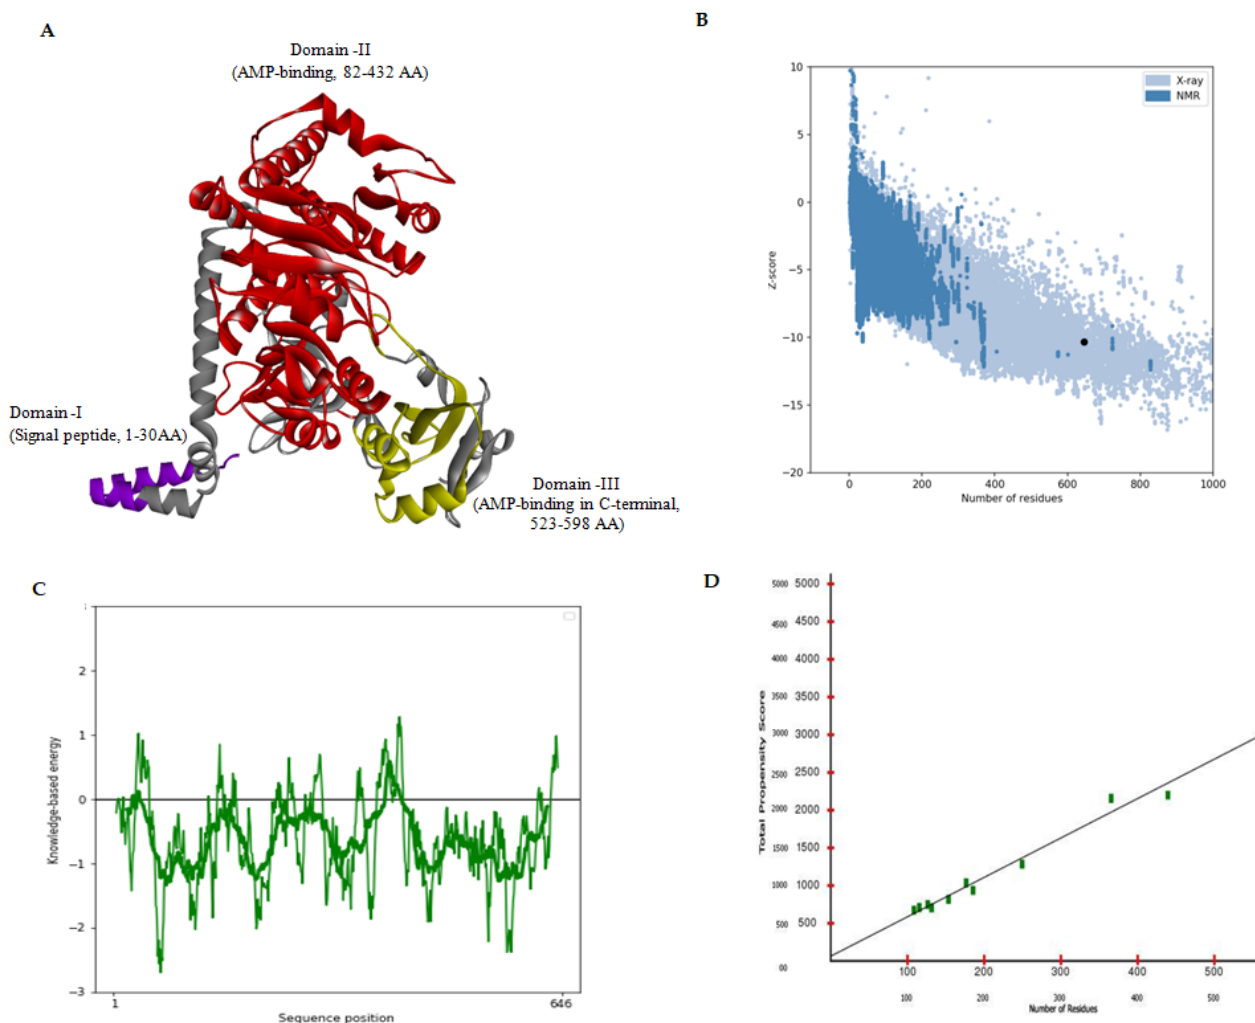 A
Domain -II
(AMP-binding, 82-432 AA)
Domain -I
(Signal peptide, 1-30AA)
Domain -III
(AMP-binding in C-terminal,
523-598 AA)
B
10
5
0
−5
−10
−15
−20
Z-score
X-ray
NMR
0 200 400 600 800 1000
Number of residues
C
2
1
0
−1
−2
−3
Knowledge-based energy
1 646
Sequence position
D
5000 5000
4500 4500
4000 4000
3500 3500
3000 3000
2500 2500
2000 2000
1500 1500
1000 1000
500 500
00
Total Propensity Score
100 200 300 400 500
100 200 300 400 500
Number of Residues